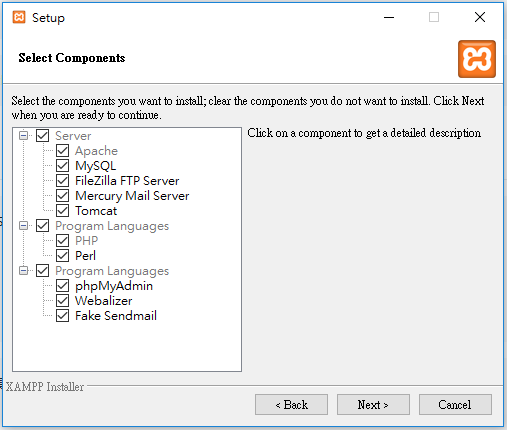 Setup
Select Components
Select the components you want to install; clear the components you do not want to install. Click Next
when you are ready to continue.
Server
Apache
MySQL
FileZilla FTP Server
Mercury Mail Server
Tomcat
Program Languages
PHP
Perl
Program Languages
phpMyAdmin
Webalizer
Fake Sendmail
Click on a component to get a detailed description
XAMPP Installer
< Back
Next >
Cancel